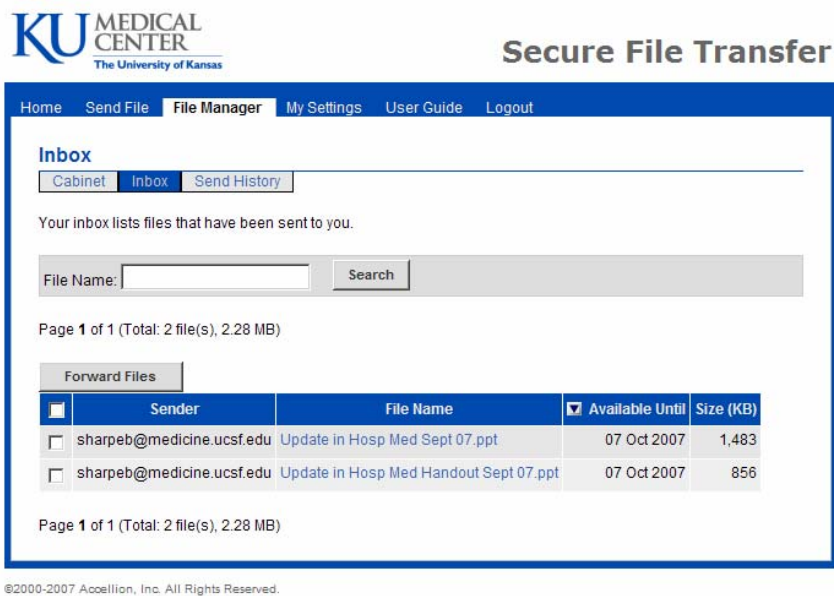 KU MEDICAL
CENTER
The University of Kansas
Secure File Transfer
Home Send File File Manager My Settings User Guide Logout
Inbox
Cabinet Inbox Send History
Your inbox lists files that have been sent to you.
File Name: Search
Page 1 of 1 (Total: 2 file(s), 2.28 MB)
Forward Files
Sender File Name Available Until Size (KB)
sharpeb@medicine.ucsf.edu Update in Hosp Med Sept 07.ppt 07 Oct 2007 1,483
sharpeb@medicine.ucsf.edu Update in Hosp Med Handout Sept 07.ppt 07 Oct 2007 856
Page 1 of 1 (Total: 2 file(s), 2.28 MB)
©2000-2007 Accellion, Inc. All Rights Reserved.